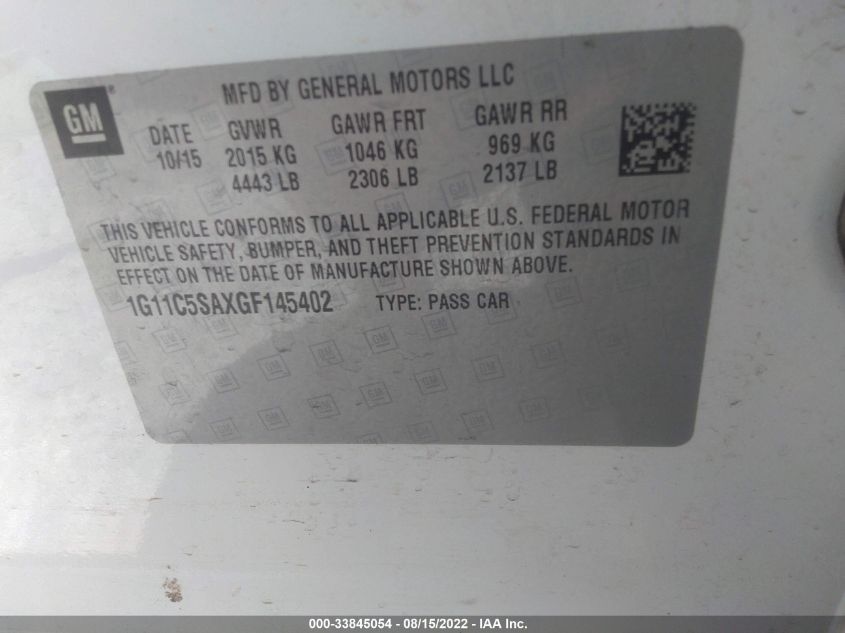 MFD BY GENERAL MOTORS LLC
GM®
DATE GVWR GAWR FRT GAWR RR
10/15 2015 KG 1046 KG 969 KG
4443 LB 2306 LB 2137 LB
THIS VEHICLE CONFORMS TO ALL APPLICABLE U.S. FEDERAL MOTOR
VEHICLE SAFETY, BUMPER, AND THEFT PREVENTION STANDARDS IN
EFFECT ON THE DATE OF MANUFACTURE SHOWN ABOVE.
1G11C5SAXGF145402 TYPE: PASS CAR
000-33845054 - 08/15/2022 - IAA Inc.